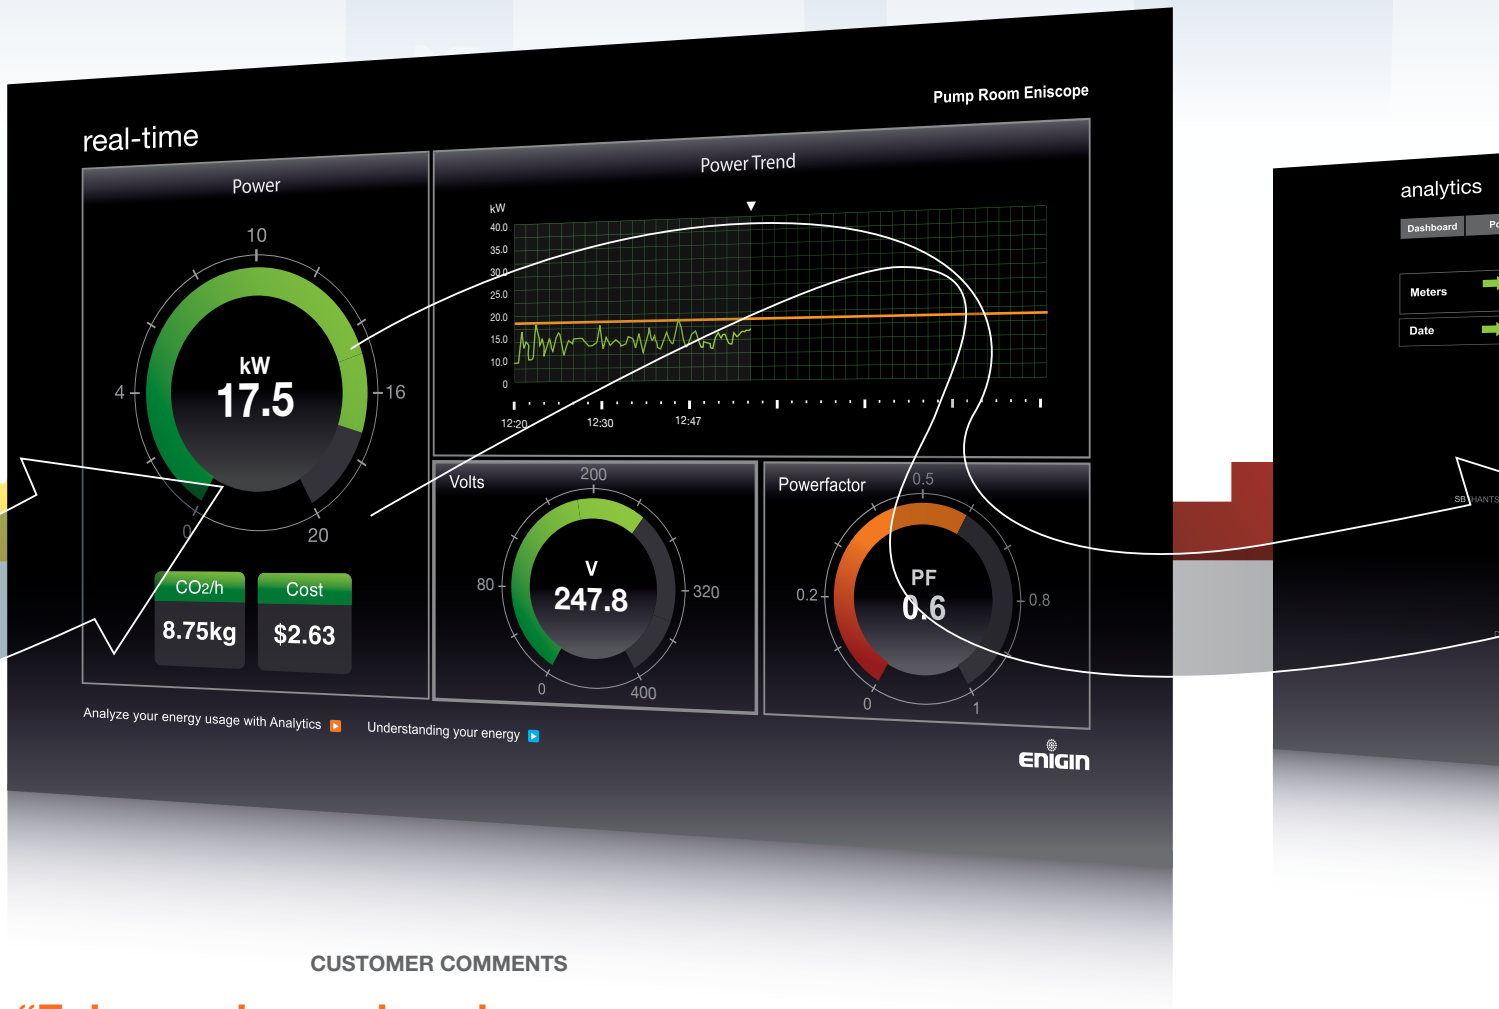 Pump Room Eniscope
real-time
Power
10
4
16
kW
17.5
0
20
CO2/h
8.75kg
Cost
$2.63
Power Trend
kW
40.0
35.0
30.0
25.0
20.0
15.0
10.0
0
12:20
12:30
12:47
Volts
200
80
320
V
247.8
0
400
Powerfactor
0.5
0.2
0.8
PF
0.6
0
1
Analyze your energy usage with Analytics
Understanding your energy
ENIGIN
analytics
Dashboard
Meters
Date
CUSTOMER COMMENTS